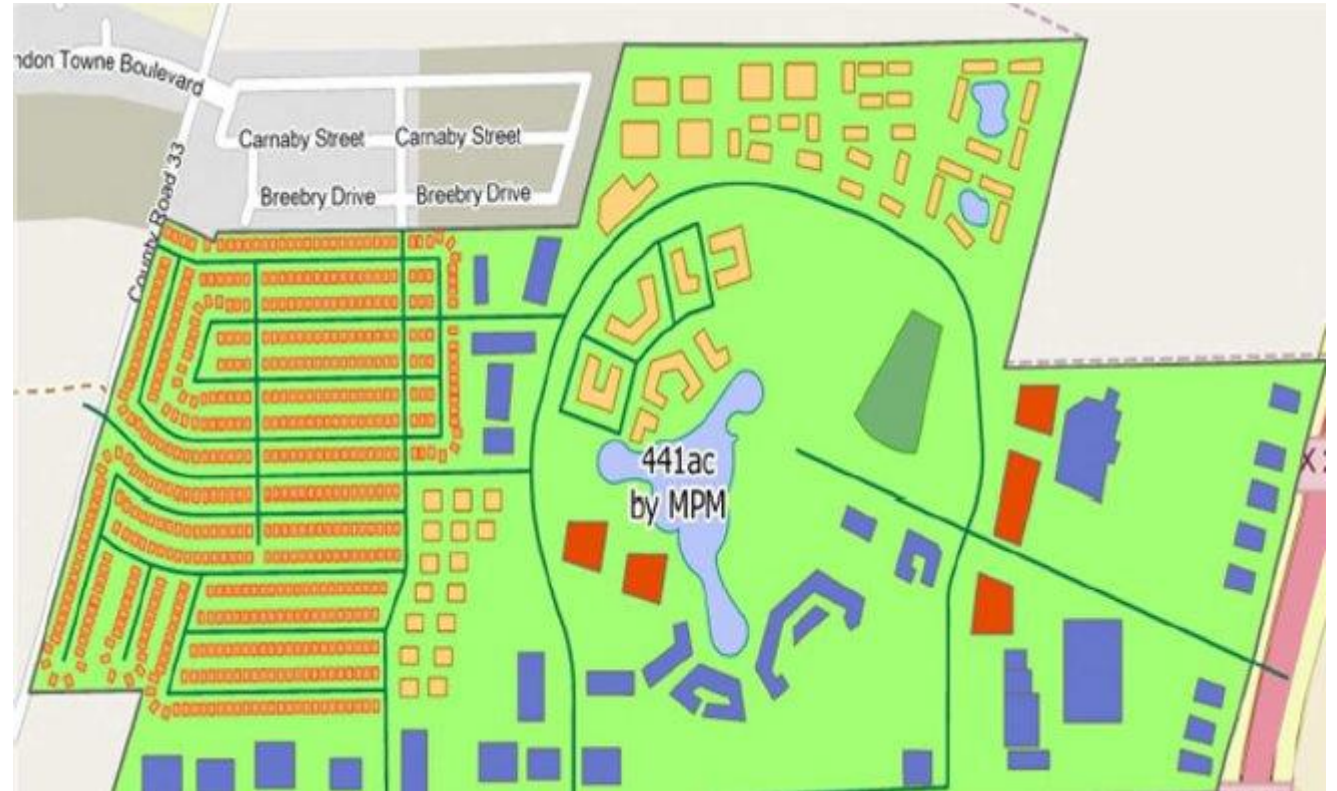 ndon Towne Boulevard
Carnaby Street
Carnaby Street
Breebry Drive
Breebry Drive
County Road 33
441ac
by MPM